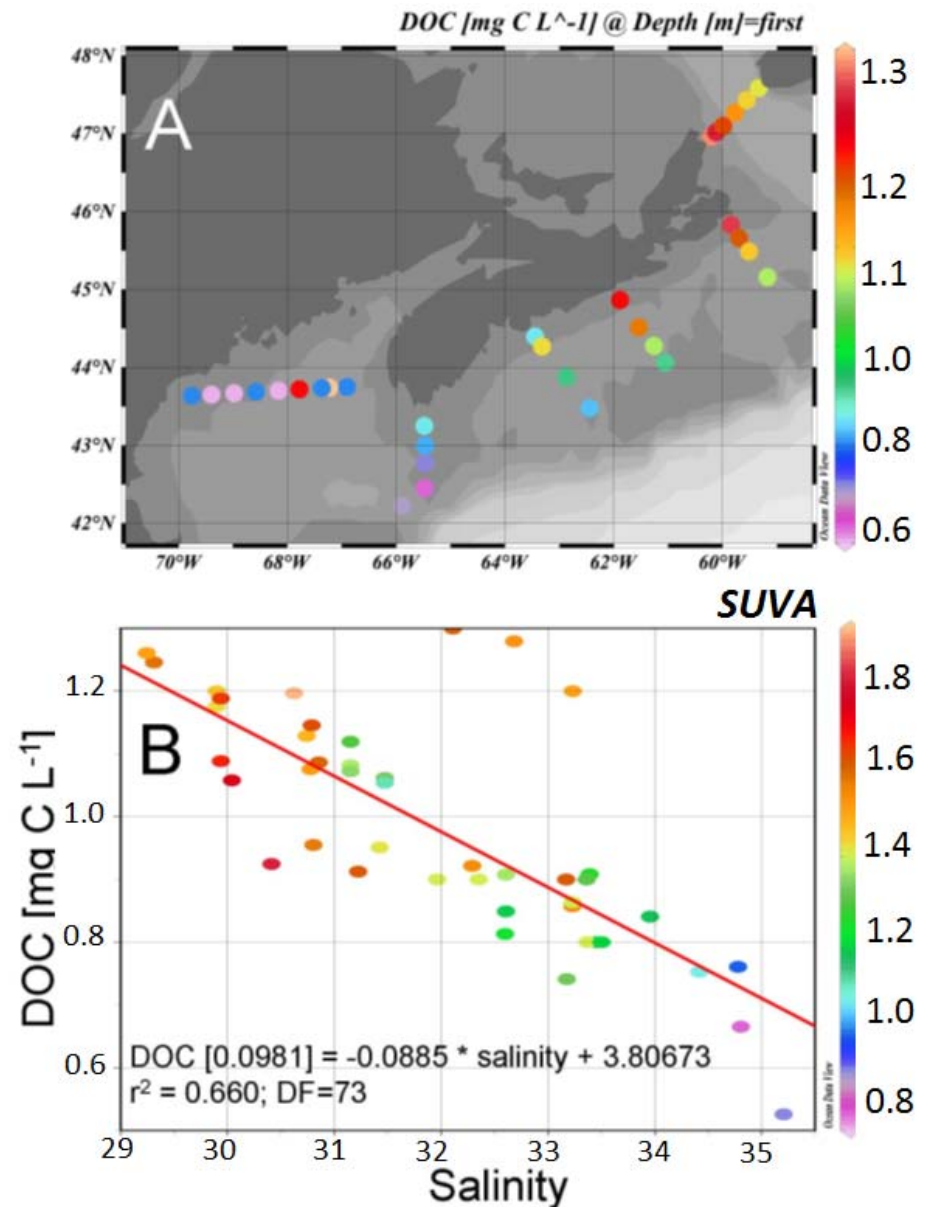 DOC [mg C L^-1] @ Depth [m]=first
A
48°N
47°N
46°N
45°N
44°N
43°N
42°N
70°W
68°W
66°W
64°W
62°W
60°W
Ocean Data View
1.3
1.2
1.1
1.0
0.8
0.6
SUVA
B
DOC [mg C L-1]
1.2
1.0
0.8
0.6
DOC [0.0981] = -0.0885 * salinity + 3.80673
r2 = 0.660; DF=73
29
30
31
32
33
34
35
Salinity
Ocean Data View
1.8
1.6
1.4
1.2
1.0
0.8